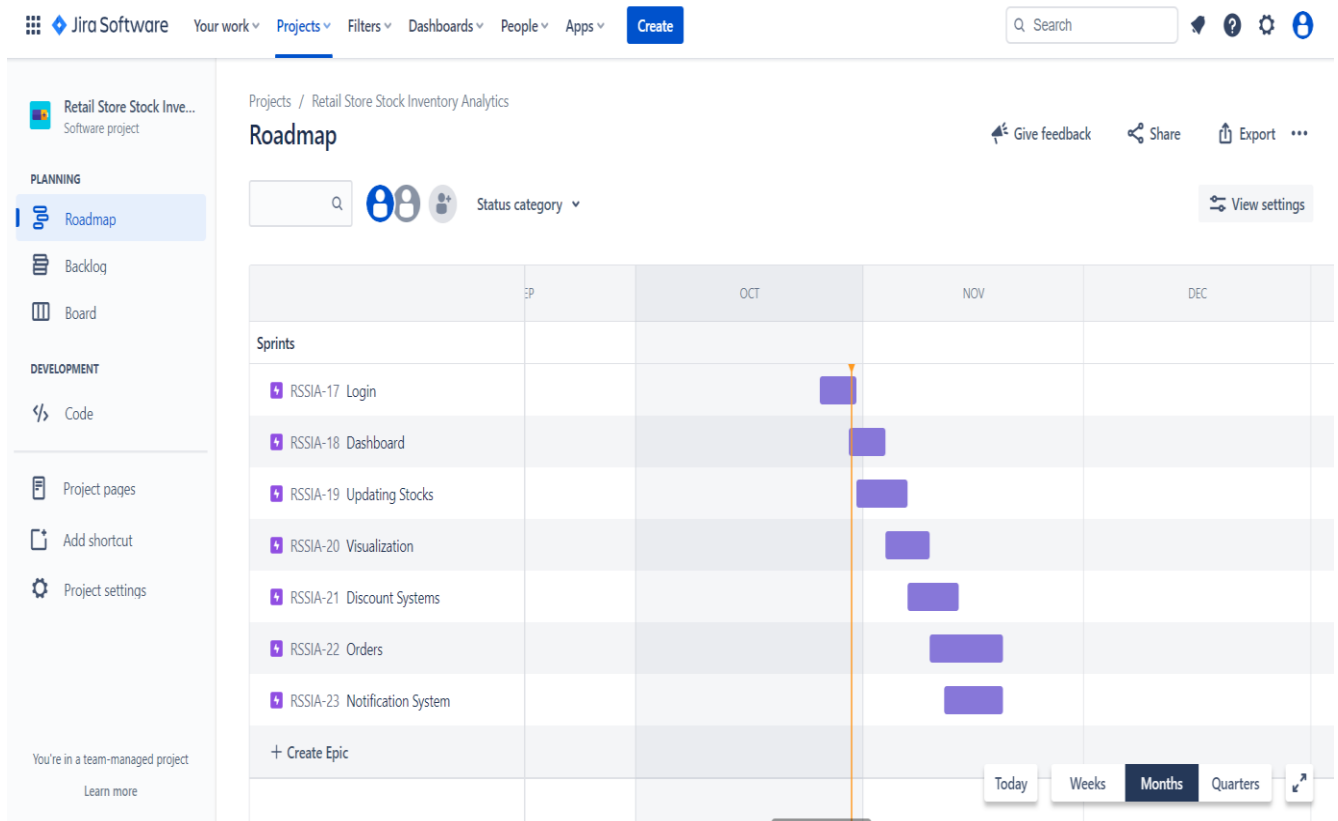 Jira Software Your work Projects Filters Dashboards People Apps Create Search
Retail Store Stock Inve...
Software project
PLANNING
Roadmap
Backlog
Board
DEVELOPMENT
Code
Project pages
Add shortcut
Project settings
You're in a team-managed project
Learn more
Projects / Retail Store Stock Inventory Analytics
Roadmap
Give feedback Share Export
Status category View settings
EP OCT NOV DEC
Sprints
RSSIA-17 Login
RSSIA-18 Dashboard
RSSIA-19 Updating Stocks
RSSIA-20 Visualization
RSSIA-21 Discount Systems
RSSIA-22 Orders
RSSIA-23 Notification System
+ Create Epic
Today Weeks Months Quarters